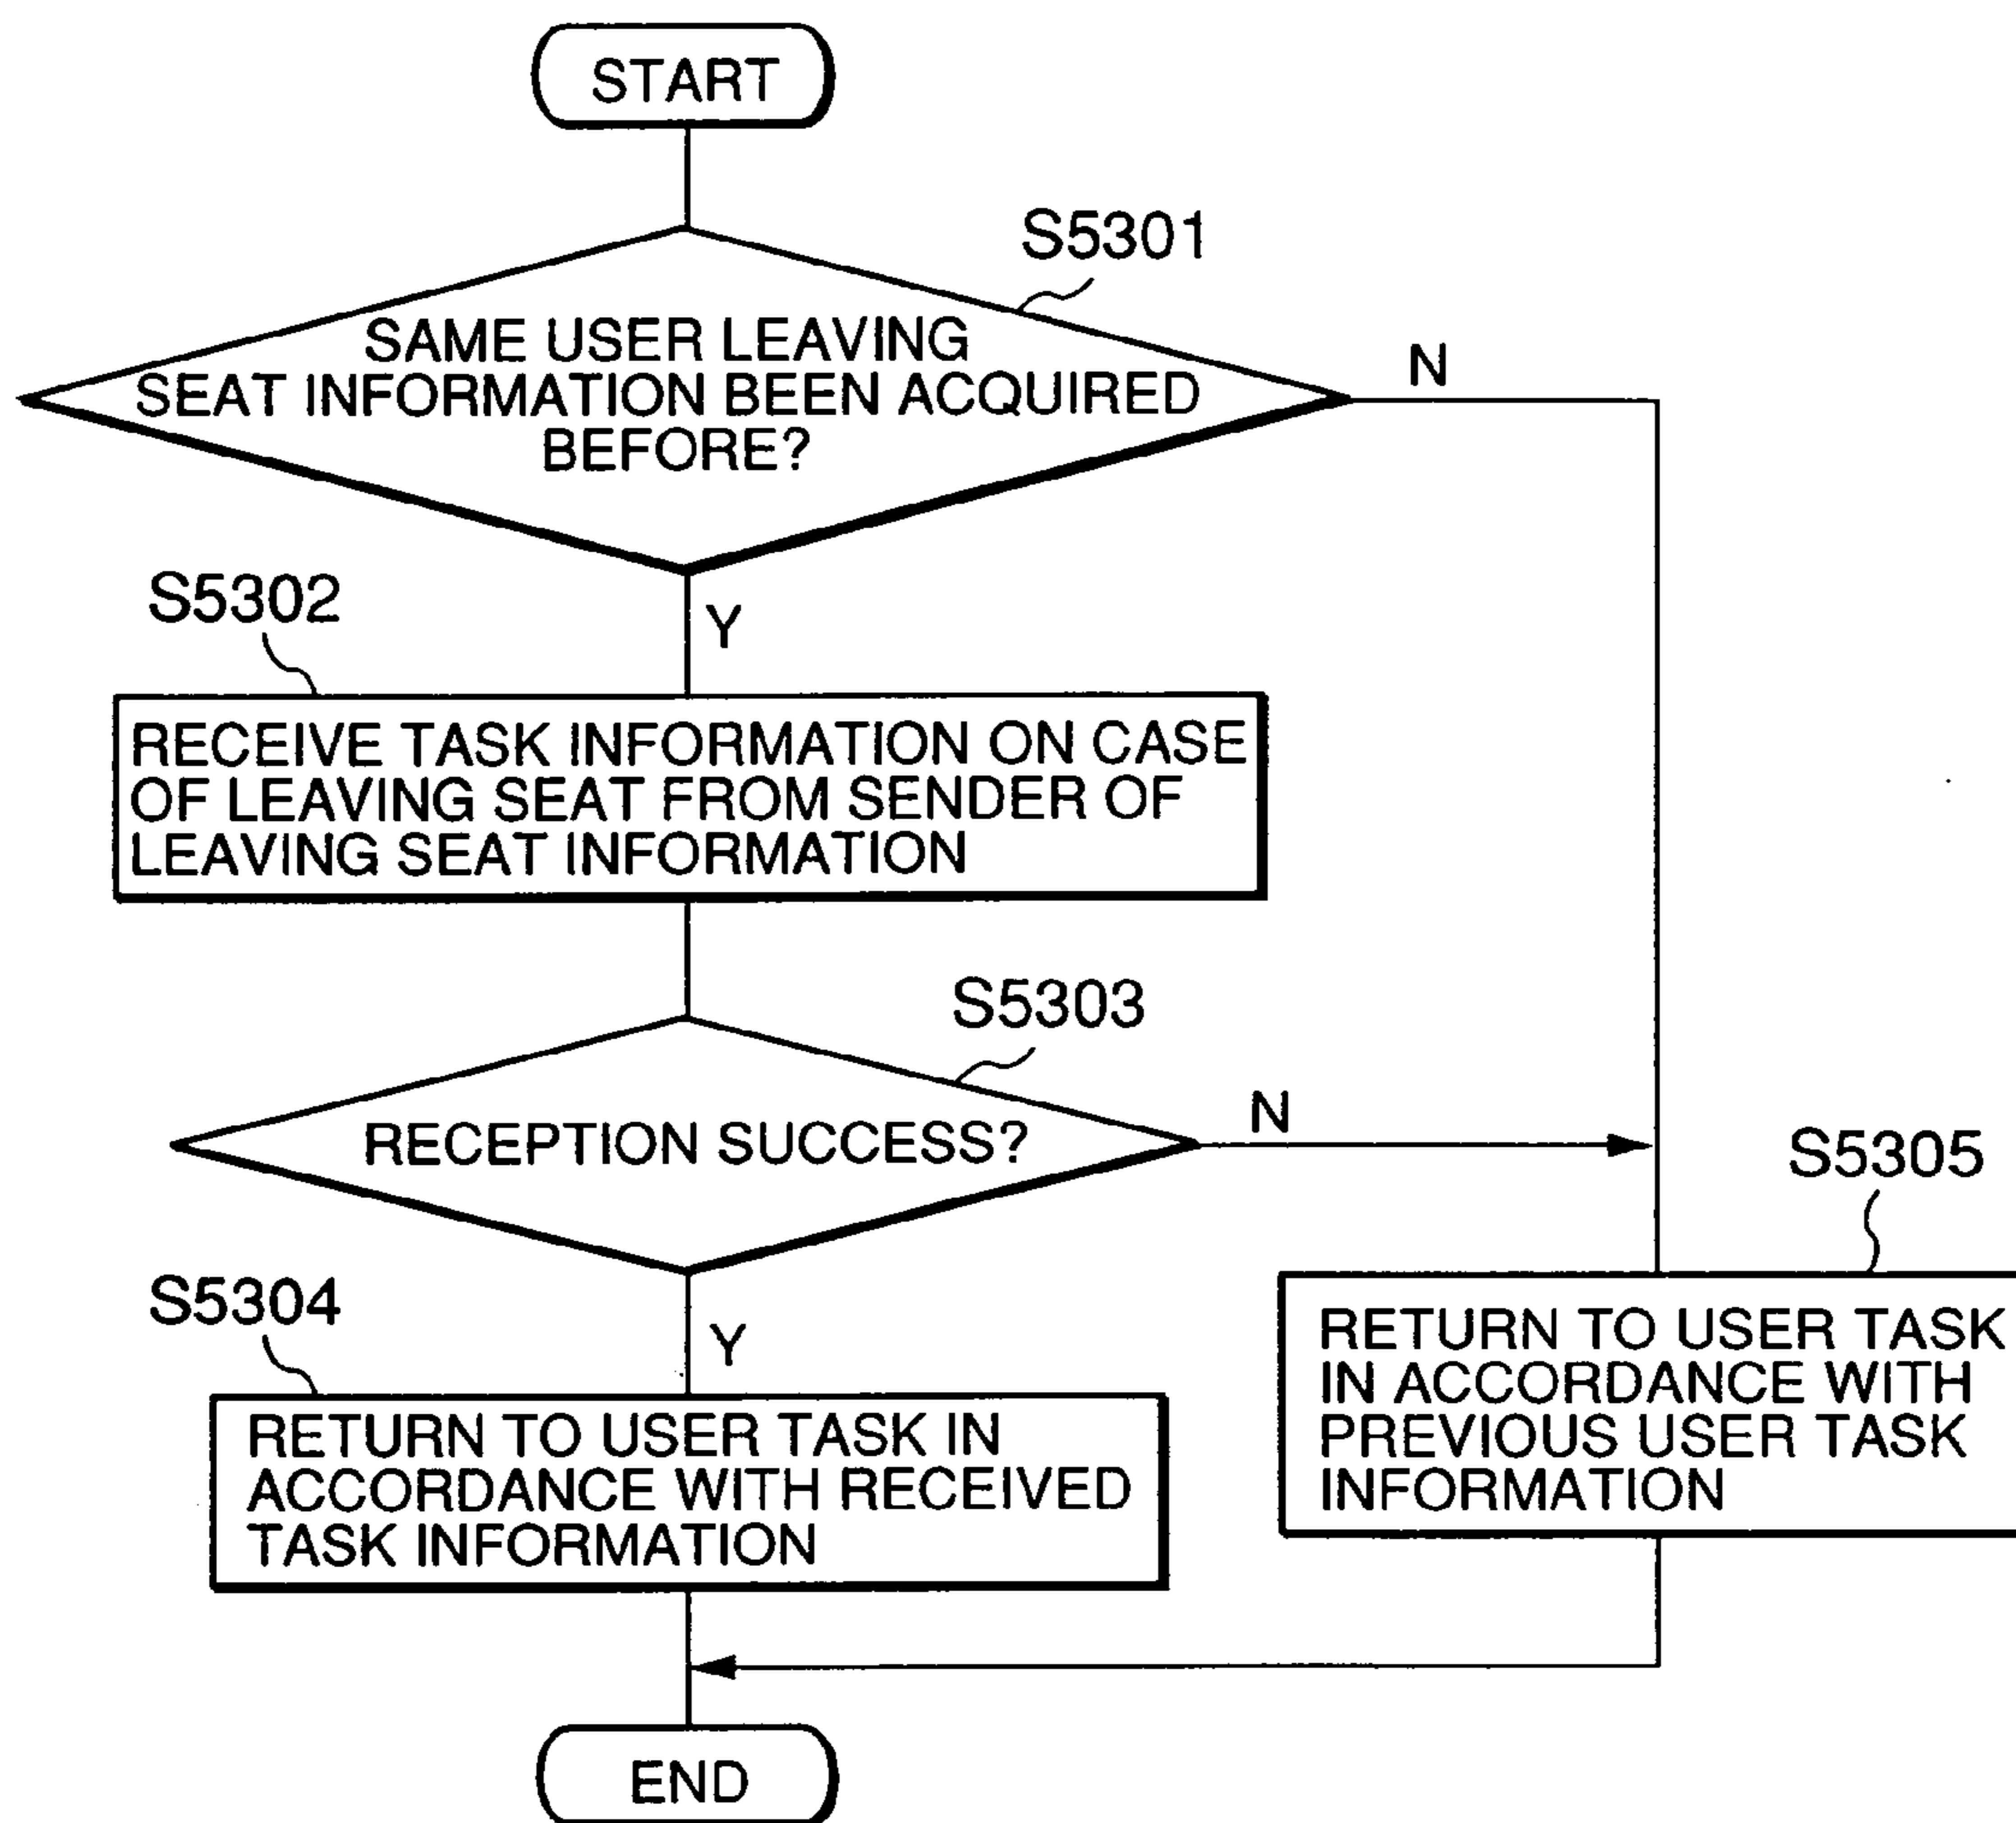 START
S5301
SAME USER LEAVING
SEAT INFORMATION BEEN ACQUIRED
BEFORE?
N
Y
S5302
RECEIVE TASK INFORMATION ON CASE
OF LEAVING SEAT FROM SENDER OF
LEAVING SEAT INFORMATION
S5303
RECEPTION SUCCESS?
N
Y
S5304
RETURN TO USER TASK IN
ACCORDANCE WITH RECEIVED
TASK INFORMATION
S5305
RETURN TO USER TASK
IN ACCORDANCE WITH
PREVIOUS USER TASK
INFORMATION
END